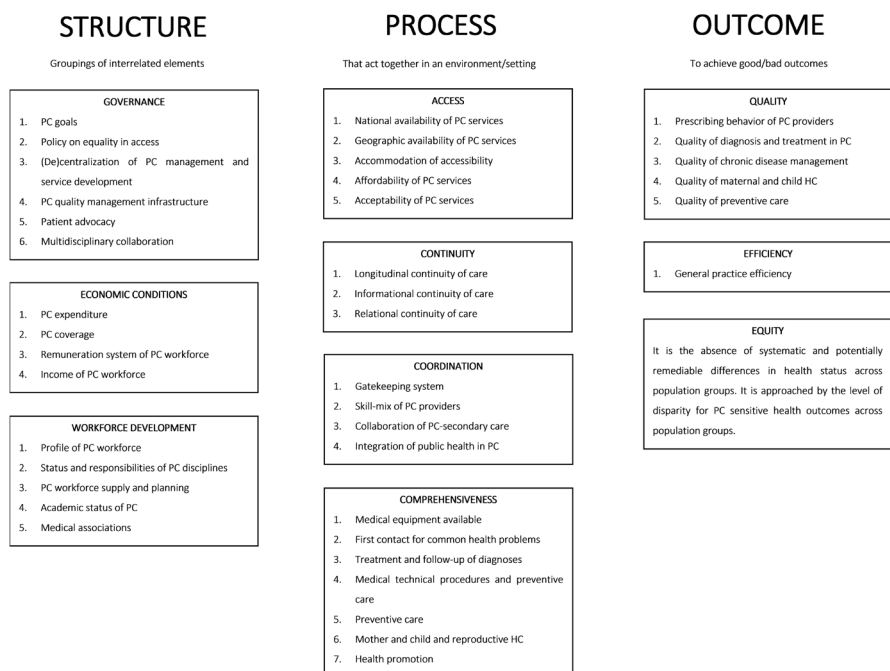 STRUCTURE
Groupings of interrelated elements
GOVERNANCE
1. PC goals
2. Policy on equality in access
3. (De)centralization of PC management and
service development
4. PC quality management infrastructure
5. Patient advocacy
6. Multidisciplinary collaboration
ECONOMIC CONDITIONS
1. PC expenditure
2. PC coverage
3. Remuneration system of PC workforce
4. Income of PC workforce
WORKFORCE DEVELOPMENT
1. Profile of PC workforce
2. Status and responsibilities of PC disciplines
3. PC workforce supply and planning
4. Academic status of PC
5. Medical associations
PROCESS
That act together in an environment/setting
ACCESS
1. National availability of PC services
2. Geographic availability of PC services
3. Accommodation of accessibility
4. Affordability of PC services
5. Acceptability of PC services
CONTINUITY
1. Longitudinal continuity of care
2. Informational continuity of care
3. Relational continuity of care
COORDINATION
1. Gatekeeping system
2. Skill-mix of PC providers
3. Collaboration of PC-secondary care
4. Integration of public health in PC
COMPREHENSIVENESS
1. Medical equipment available
2. First contact for common health problems
3. Treatment and follow-up of diagnoses
4. Medical technical procedures and preventive
care
5. Preventive care
6. Mother and child and reproductive HC
7. Health promotion
OUTCOME
To achieve good/bad outcomes
QUALITY
1. Prescribing behavior of PC providers
2. Quality of diagnosis and treatment in PC
3. Quality of chronic disease management
4. Quality of maternal and child HC
5. Quality of preventive care
EFFICIENCY
1. General practice efficiency
EQUITY
It is the absence of systematic and potentially
remediable differences in health status across
population groups. It is approached by the level of
disparity for PC sensitive health outcomes across
population groups.